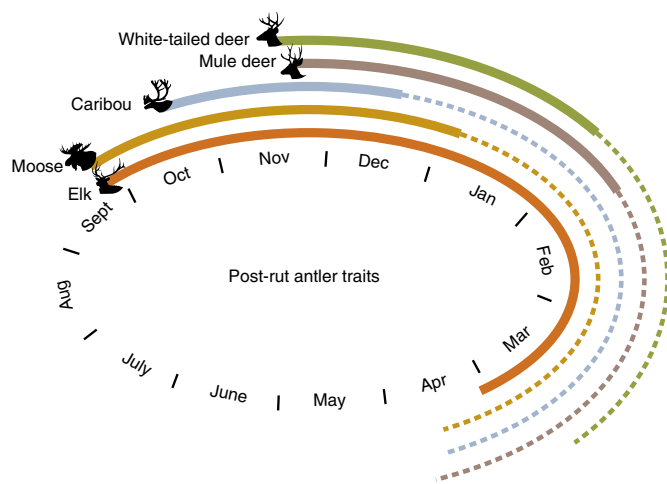 White-tailed deer
Mule deer
Caribou
Moose
Elk
Sept
Oct
Nov
Dec
Jan
Feb
Mar
Apr
May
June
July
Aug
Post-rut antler traits